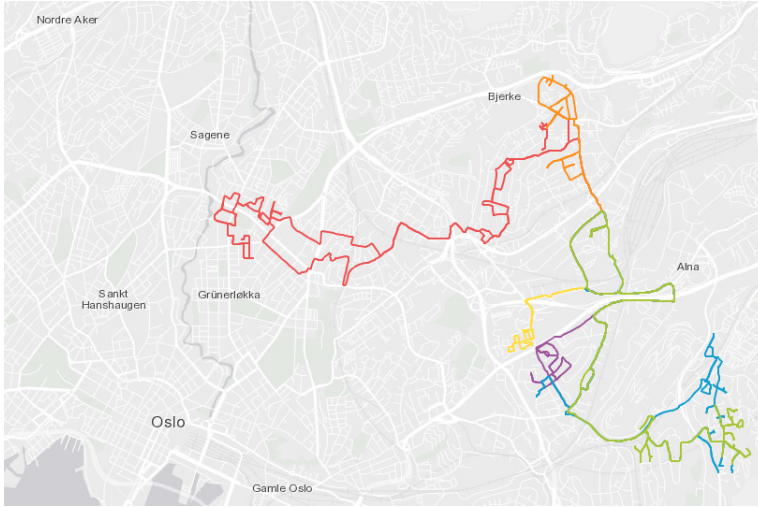 Nordre Aker
Bjerke
Sagene
Alna
Sankt
Hanshaugen
Grünerløkka
Oslo
Gamle Oslo